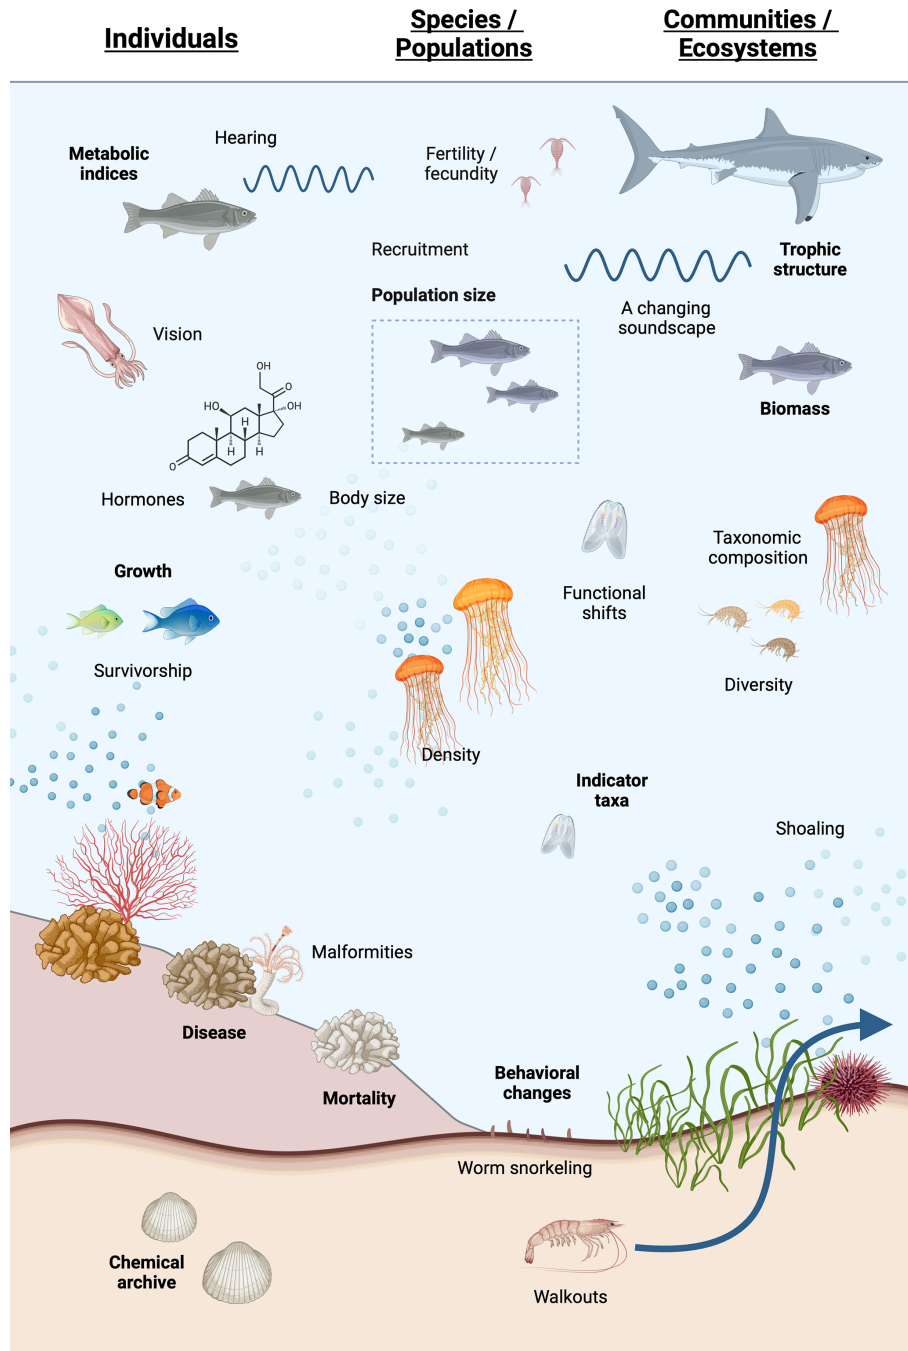 Individuals
Species /
Populations
Communities /
Ecosystems
Hearing
Metabolic
indices
Fertility /
fecundity
Recruitment
Trophic
structure
Population size
A changing
soundscape
Vision
OH
O
HO
OH
H
H
H
O
Biomass
Hormones
Body size
Taxonomic
composition
Growth
Functional
shifts
Survivorship
Diversity
Density
Indicator
taxa
Shoaling
Malformities
Disease
Behavioral
changes
Mortality
Worm snorkeling
Chemical
archive
Walkouts